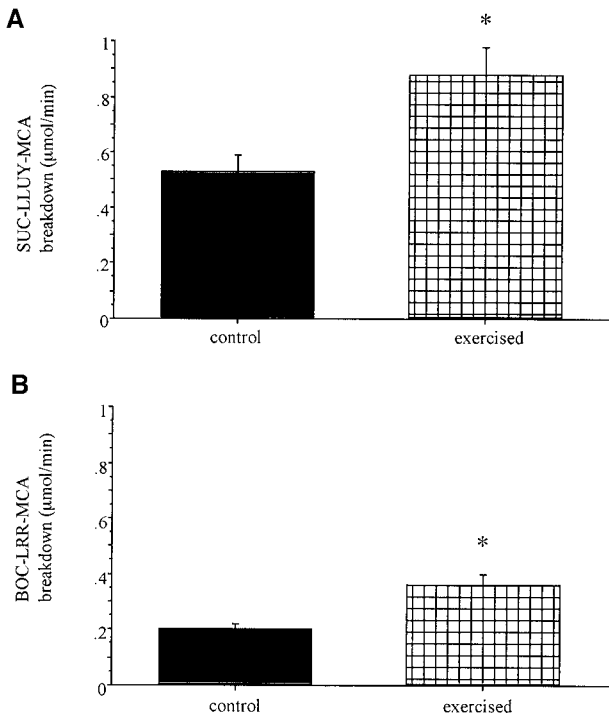 A
*
SUC-LLUY-MCA
breakdown (μmol/min)
1
.8
.6
.4
.2
0
control exercised
B
*
BOC-LRR-MCA
breakdown (μmol/min)
1
.8
.6
.4
.2
0
control exercised